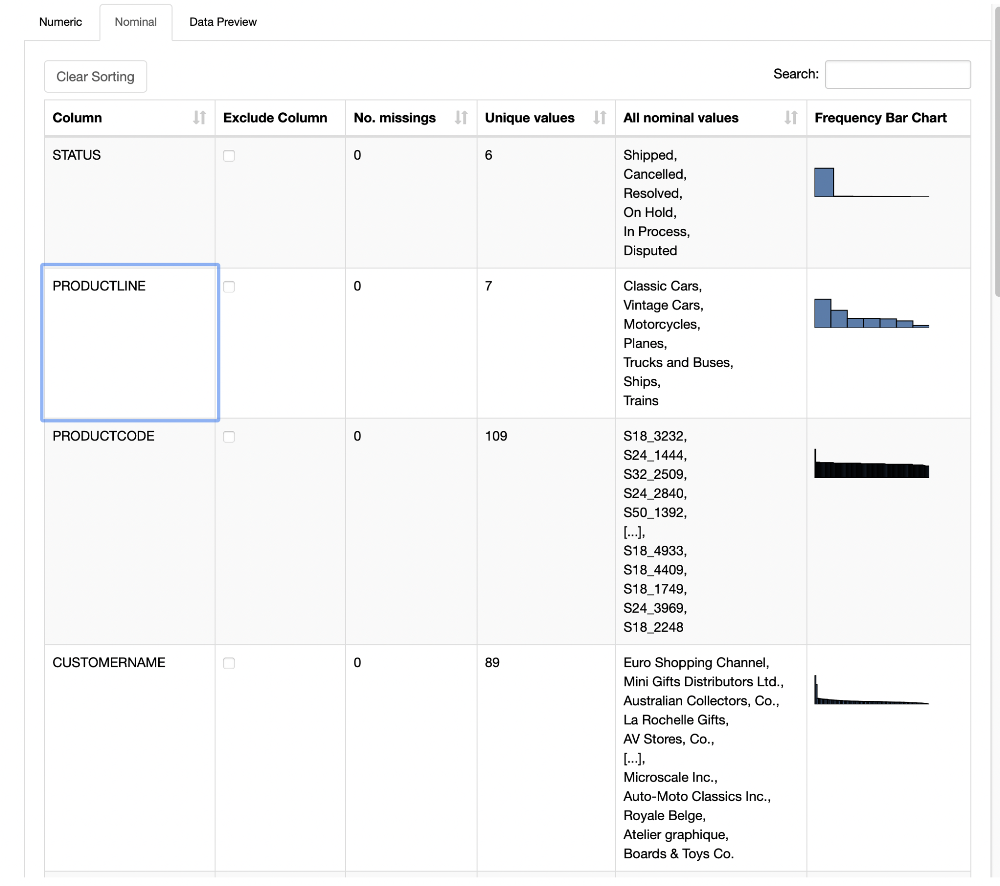 Numeric Nominal Data Preview
Clear Sorting Search:
Column Exclude Column No. missings Unique values All nominal values Frequency Bar Chart
STATUS 0 6 Shipped,
Cancelled,
Resolved,
On Hold,
In Process,
Disputed
PRODUCTLINE 0 7 Classic Cars,
Vintage Cars,
Motorcycles,
Planes,
Trucks and Buses,
Ships,
Trains
PRODUCTCODE 0 109 S18_3232,
S24_1444,
S32_2509,
S24_2840,
S50_1392,
[...],
S18_4933,
S18_4409,
S18_1749,
S24_3969,
S18_2248
CUSTOMERNAME 0 89 Euro Shopping Channel,
Mini Gifts Distributors Ltd.,
Australian Collectors, Co.,
La Rochelle Gifts,
AV Stores, Co.,
[...],
Microscale Inc.,
Auto-Moto Classics Inc.,
Royale Belge,
Atelier graphique,
Boards & Toys Co.